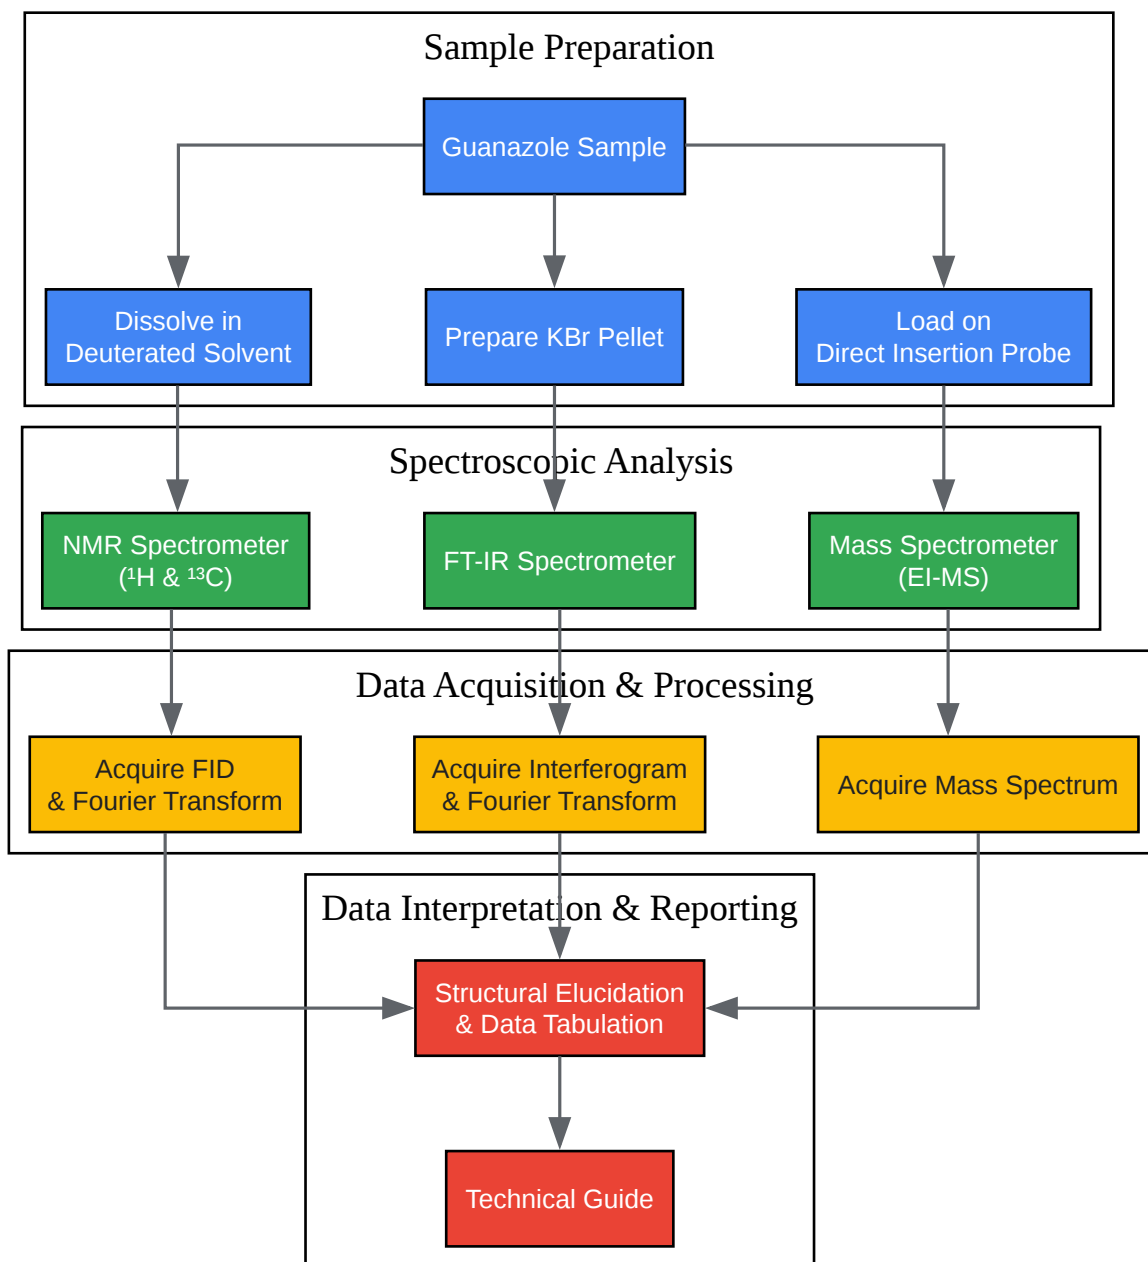 Sample Preparation
Guanazole Sample
Dissolve in
Deuterated Solvent
Prepare KBr Pellet
Load on
Direct Insertion Probe
Spectroscopic Analysis
NMR Spectrometer
(¹H & ¹³C)
FT-IR Spectrometer
Mass Spectrometer
(EI-MS)
Data Acquisition & Processing
Acquire FID
& Fourier Transform
Acquire Interferogram
& Fourier Transform
Acquire Mass Spectrum
Data Interpretation & Reporting
Structural Elucidation
& Data Tabulation
Technical Guide